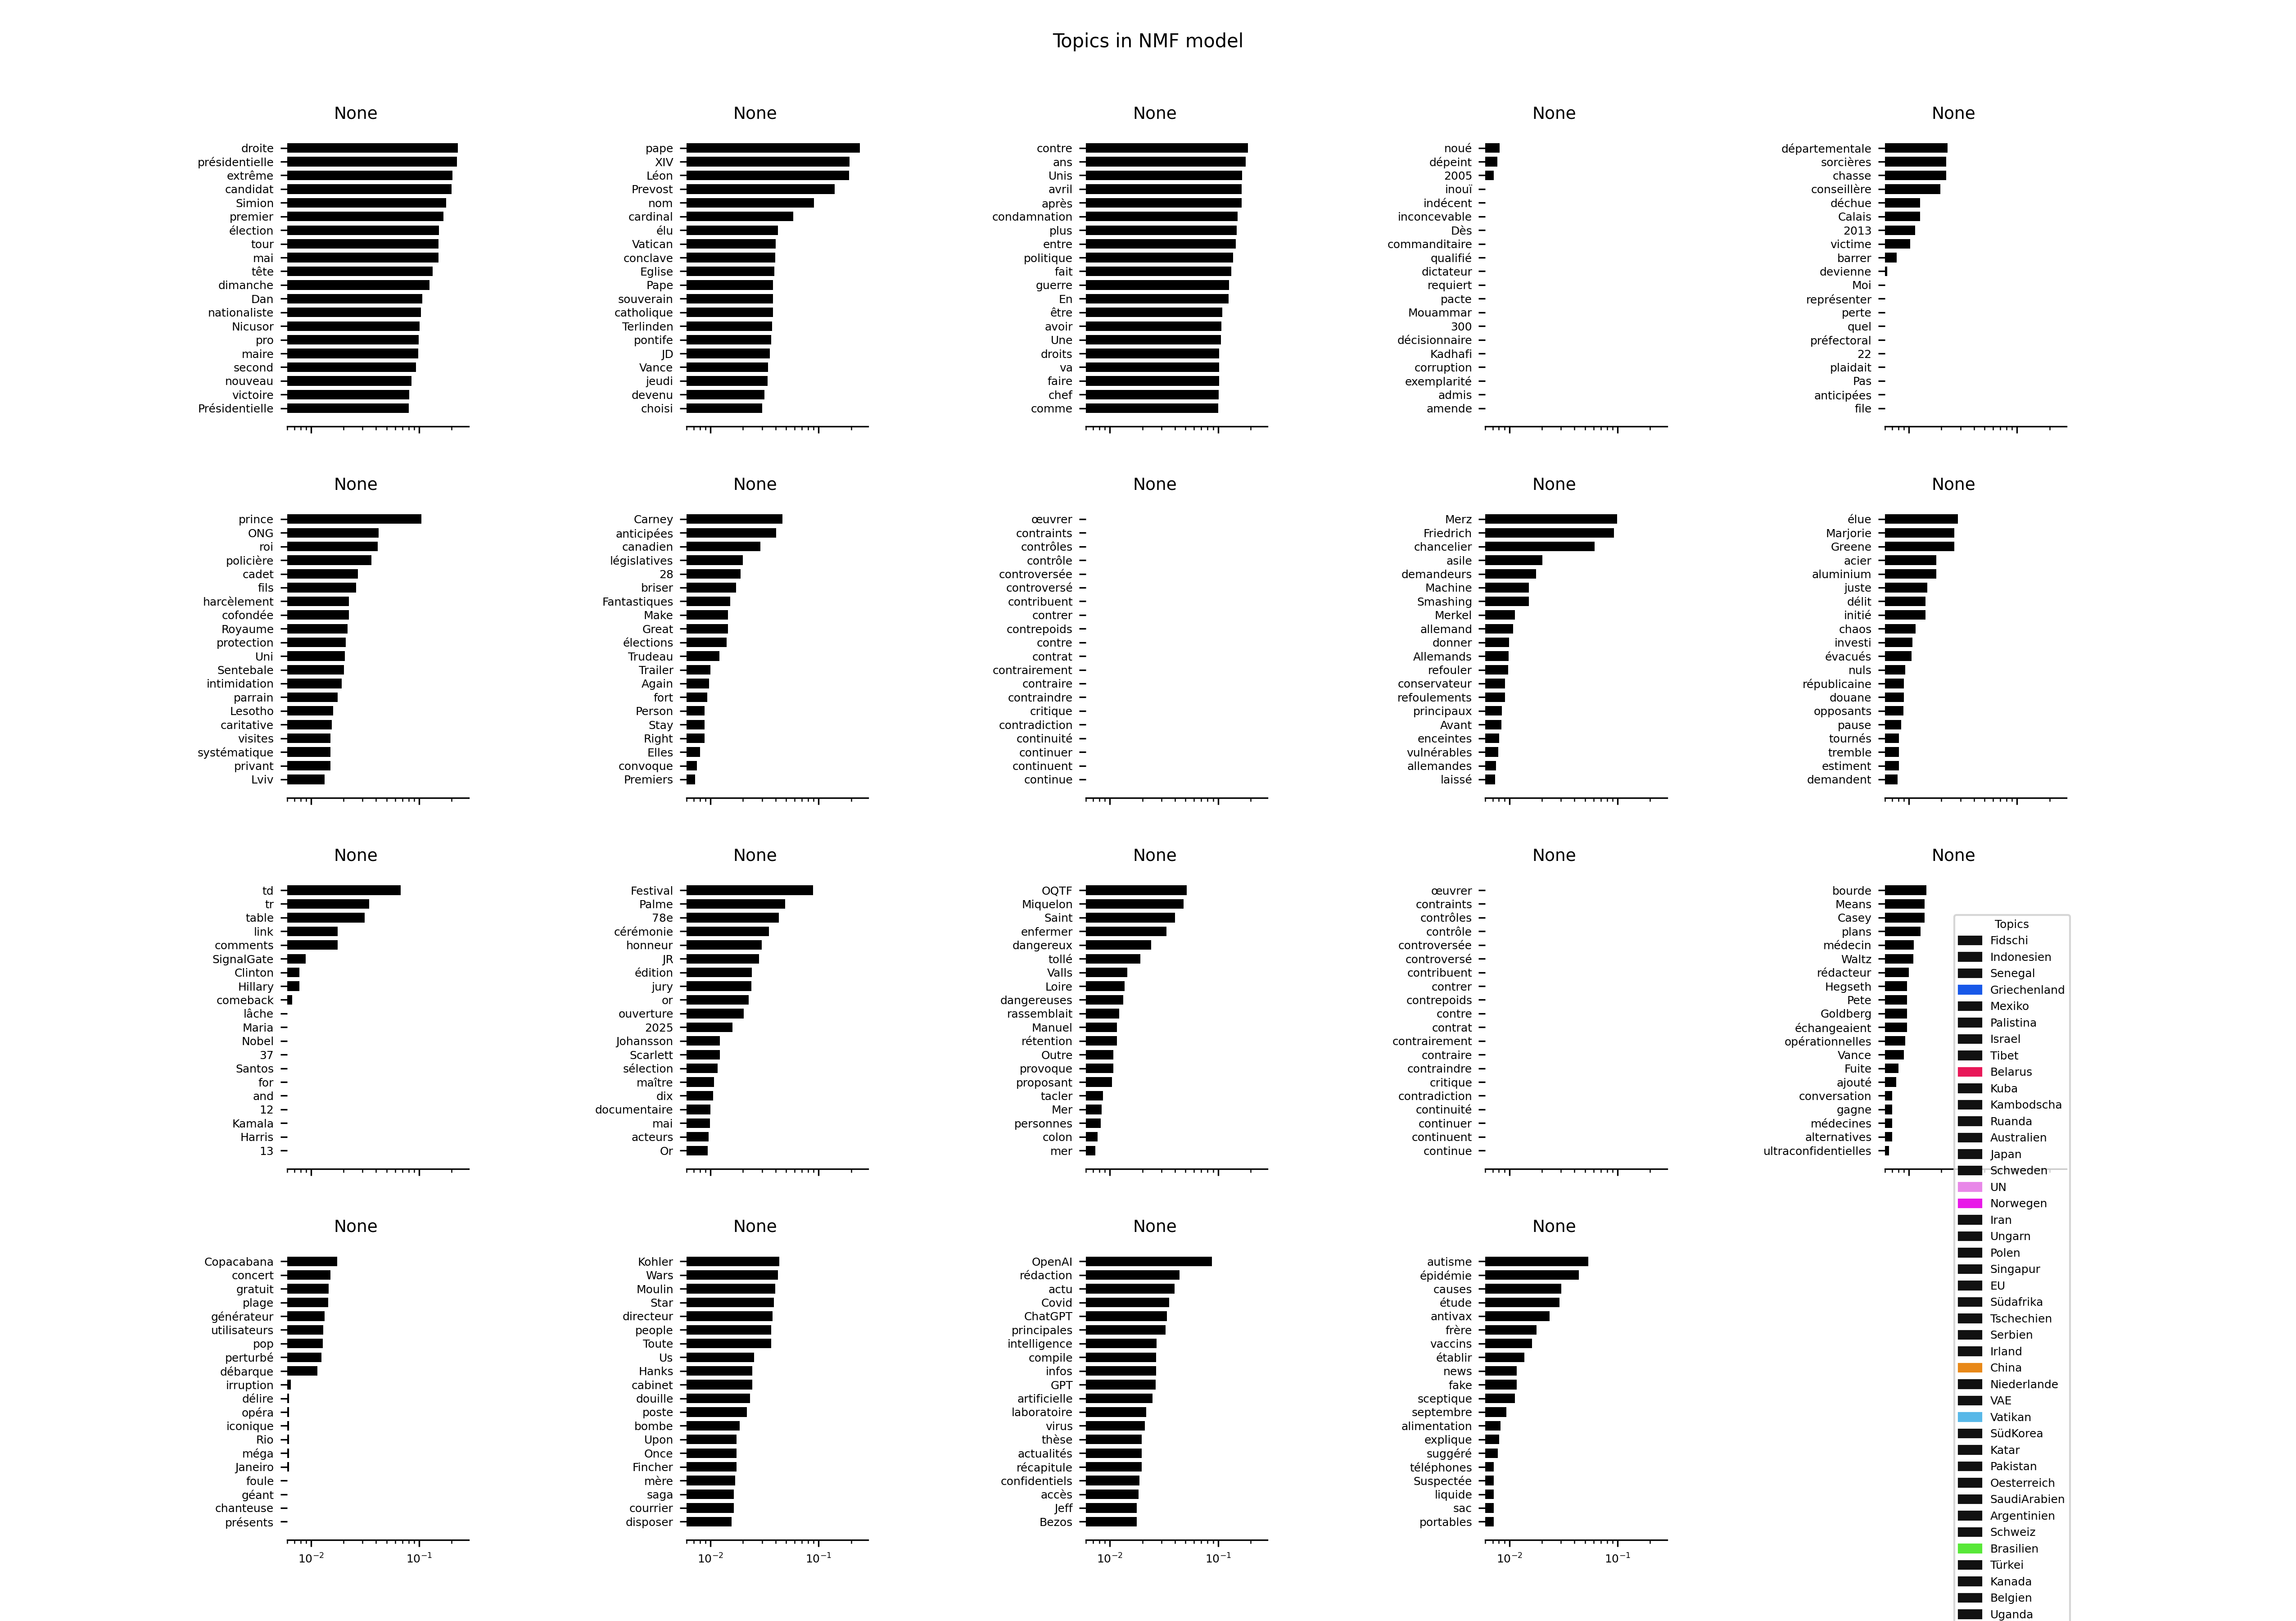 Topics in NMF model
None
droite
présidentielle
extrême
candidat
Simion
premier
élection
tour
mai
tête
dimanche
Dan
nationaliste
Nicusor
pro
maire
second
nouveau
victoire
Présidentielle
None
pape
XIV
Léon
Prevost
nom
cardinal
élu
Vatican
conclave
Eglise
Pape
souverain
catholique
Terlinden
pontife
JD
Vance
jeudi
devenu
choisi
None
contre
ans
Unis
avril
après
condamnation
plus
entre
politique
fait
guerre
En
être
avoir
Une
droits
va
faire
chef
comme
None
noué
dépeint
2005
inouï
indécent
inconcevable
Dès
commanditaire
qualifié
dictateur
requiert
pacte
Mouammar
300
décisionnaire
Kadhafi
corruption
exemplarité
admis
amende
None
départementale
sorcières
chasse
conseillère
déchue
Calais
2013
victime
barrer
devienne
Moi
représenter
perte
quel
préfectoral
22
plaidait
Pas
anticipées
file
None
prince
ONG
roi
policière
cadet
fils
harcèlement
cofondée
Royaume
protection
Uni
Sentebale
intimidation
parrain
Lesotho
caritative
visites
systématique
privant
Lviv
None
Carney
anticipées
canadien
législatives
28
briser
Fantastiques
Make
Great
élections
Trudeau
Trailer
Again
fort
Person
Stay
Right
Elles
convoque
Premiers
None
œuvrer
contraints
contrôles
contrôle
controversée
controversé
contribuent
contrer
contrepoids
contre
contrat
contrairement
contraire
contraindre
critique
contradiction
continuité
continuer
continuent
continue
None
Merz
Friedrich
chancelier
asile
demandeurs
Machine
Smashing
Merkel
allemand
donner
Allemands
refouler
conservateur
refoulements
principaux
Avant
enceintes
vulnérables
allemandes
laissé
None
élue
Marjorie
Greene
acier
aluminium
juste
délit
initié
chaos
investi
évacués
nuls
républicaine
douane
opposants
pause
tournés
tremble
estiment
demandent
None
td
tr
table
link
comments
SignalGate
Clinton
Hillary
comeback
lâche
Maria
Nobel
37
Santos
for
and
12
Kamala
Harris
13
None
Festival
Palme
78e
cérémonie
honneur
JR
édition
jury
or
ouverture
2025
Johansson
Scarlett
sélection
maître
dix
documentaire
mai
acteurs
Or
None
OQTF
Miquelon
Saint
enfermer
dangereux
tollé
Valls
Loire
dangereuses
rassemblait
Manuel
rétention
Outre
provoque
proposant
tacler
Mer
personnes
colon
mer
None
œuvrer
contraints
contrôles
contrôle
controversée
controversé
contribuent
contrer
contrepoids
contre
contrat
contrairement
contraire
contraindre
critique
contradiction
continuité
continuer
continuent
continue
None
bourde
Means
Casey
plans
médecin
Waltz
rédacteur
Hegseth
Pete
Goldberg
échangeaient
opérationnelles
Vance
Fuite
ajouté
conversation
gagne
médecines
alternatives
ultraconfidentielles
None
Copacabana
concert
gratuit
plage
générateur
utilisateurs
pop
perturbé
débarque
irruption
délire
opéra
iconique
Rio
méga
Janeiro
foule
géant
chanteuse
présents
10⁻² 10⁻¹
None
Kohler
Wars
Moulin
Star
directeur
people
Toute
Us
Hanks
cabinet
douille
poste
bombe
Upon
Once
Fincher
mère
saga
courrier
disposer
10⁻² 10⁻¹
None
OpenAI
rédaction
actu
Covid
ChatGPT
principales
intelligence
compile
infos
GPT
artificielle
laboratoire
virus
thèse
actualités
récapitule
confidentiels
accès
Jeff
Bezos
10⁻² 10⁻¹
None
autisme
épidémie
causes
étude
antivax
frère
vaccins
établir
news
fake
sceptique
septembre
alimentation
explique
suggéré
téléphones
Suspectée
liquide
sac
portables
10⁻² 10⁻¹
Topics
Fidschi
Indonesien
Senegal
Griechenland
Mexiko
Palistina
Israel
Tibet
Belarus
Kuba
Kambodscha
Ruanda
Australien
Japan
Schweden
UN
Norwegen
Iran
Ungarn
Polen
Singapur
EU
Südafrika
Tschechien
Serbien
Irland
China
Niederlande
VAE
Vatikan
SüdKorea
Katar
Pakistan
Oesterreich
SaudiArabien
Argentinien
Schweiz
Brasilien
Türkei
Kanada
Belgien
Uganda